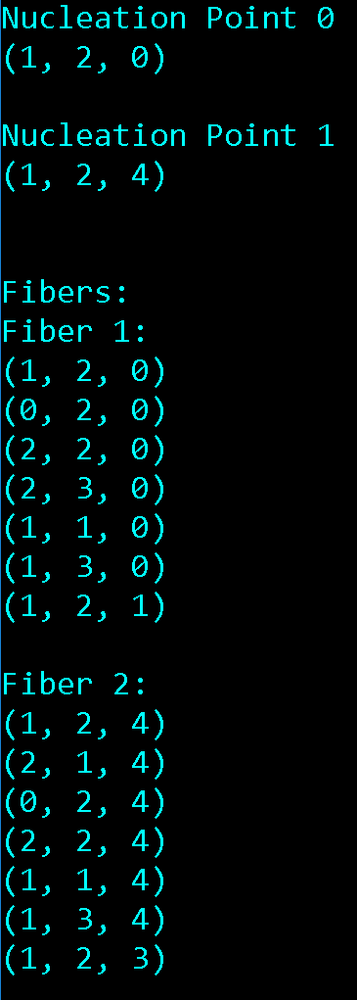 Nucleation Point 0
(1, 2, 0)
Nucleation Point 1
(1, 2, 4)
Fibers:
Fiber 1:
(1, 2, 0)
(0, 2, 0)
(2, 2, 0)
(2, 3, 0)
(1, 1, 0)
(1, 3, 0)
(1, 2, 1)
Fiber 2:
(1, 2, 4)
(2, 1, 4)
(0, 2, 4)
(2, 2, 4)
(1, 1, 4)
(1, 3, 4)
(1, 2, 3)